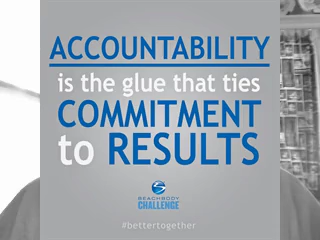 ACCOUNTABILITY
is the glue that ties
COMMITMENT
to RESULTS
BEACHBODY
CHALLENGE
#bettertogether